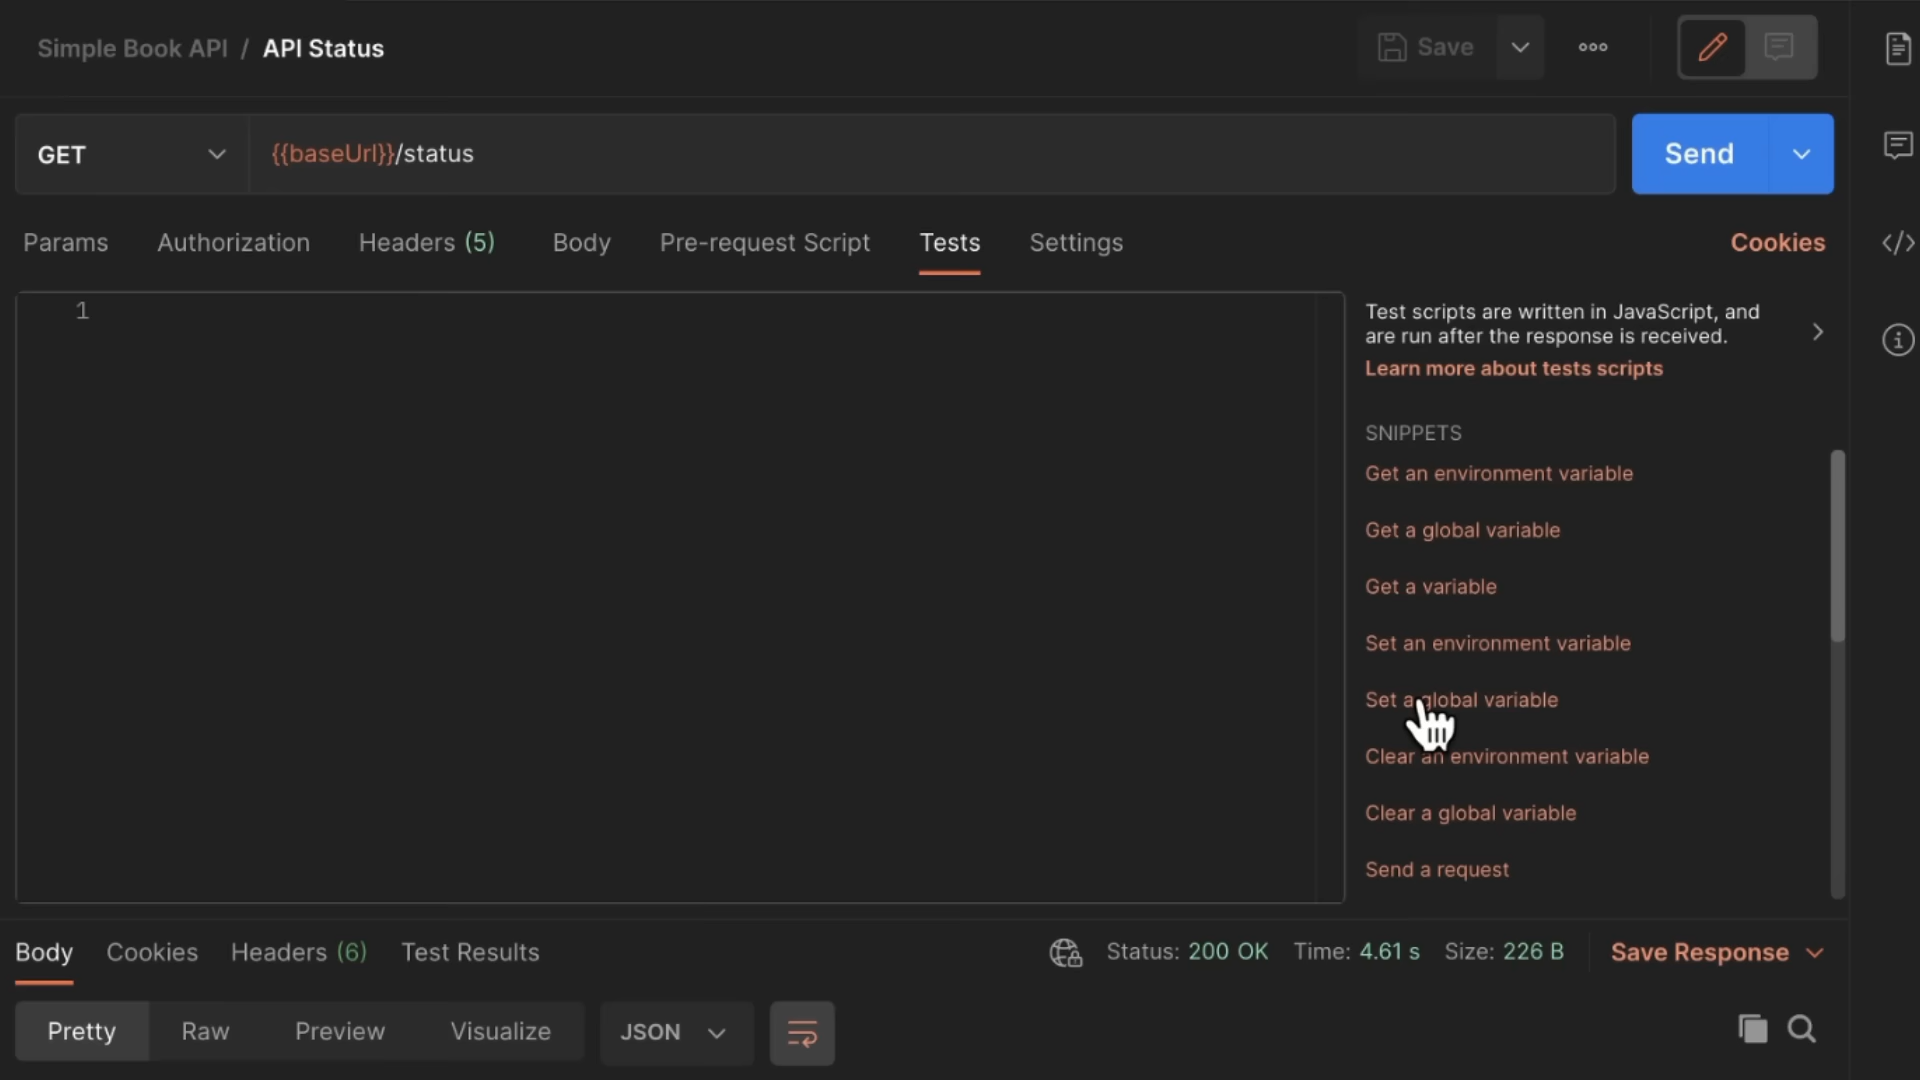 Simple Book API / API Status
Save
GET
{{baseUrl}}/status
Send
Params
Authorization
Headers (5)
Body
Pre-request Script
Tests
Settings
Cookies
1
Test scripts are written in JavaScript, and
are run after the response is received.
Learn more about tests scripts
SNIPPETS
Get an environment variable
Get a global variable
Get a variable
Set an environment variable
Set a global variable
Clear an environment variable
Clear a global variable
Send a request
Body
Cookies
Headers (6)
Test Results
Status: 200 OK
Time: 4.61 s
Size: 226 B
Save Response
Pretty
Raw
Preview
Visualize
JSON